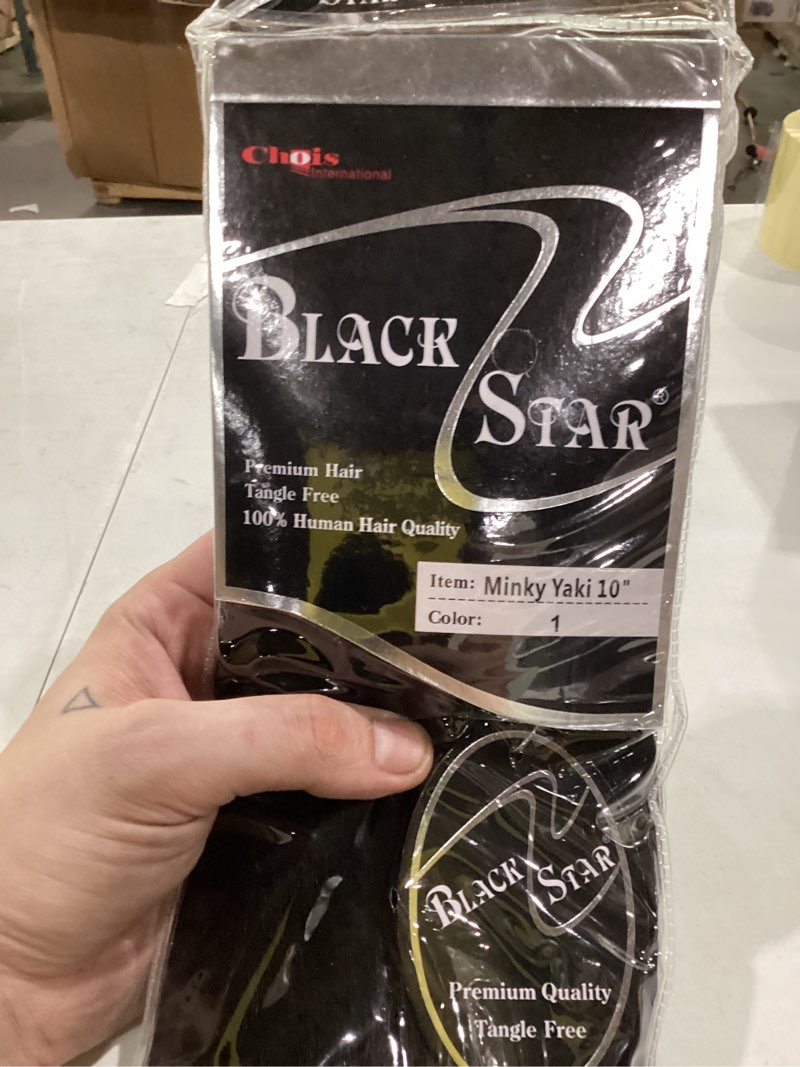 STAR
Chois
International
BLACK
STAR®
Premium Hair
Tangle Free
100% Human Hair Quality
Item: Minky Yaki 10"
Color: 1
BLACK STAR
Premium Quality
Tangle Free